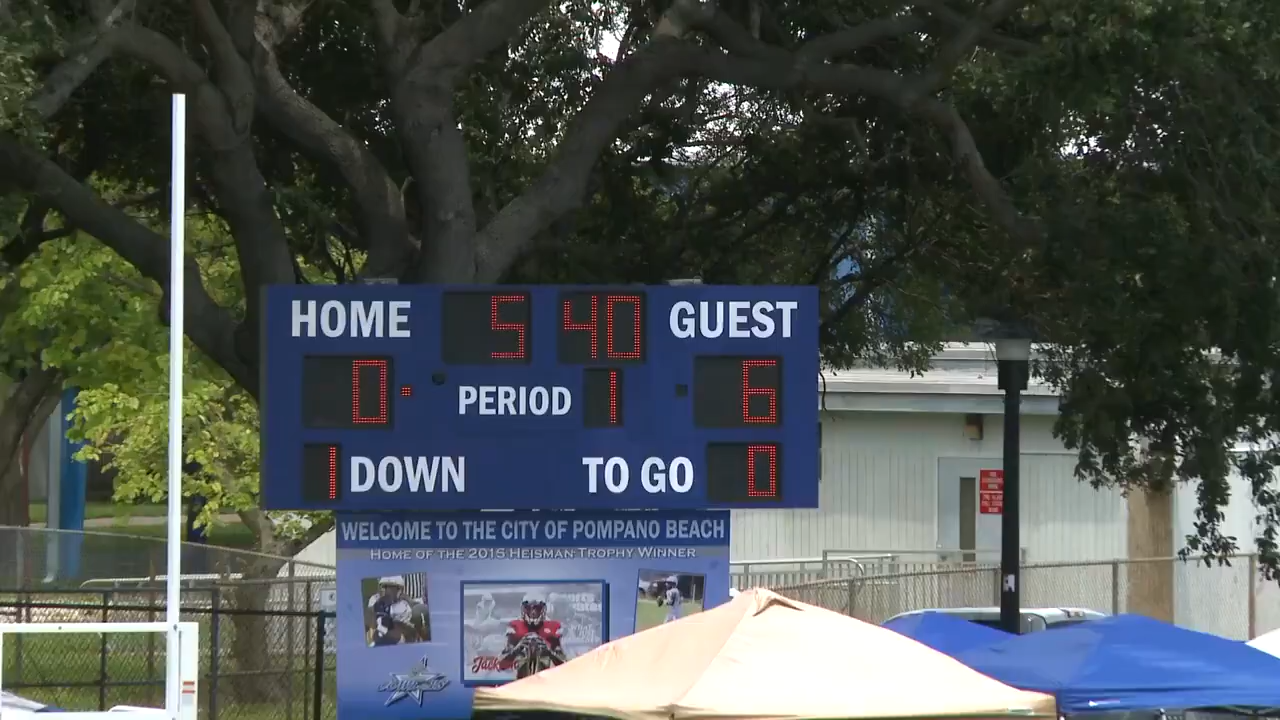 HOME 5 40 GUEST
0 PERIOD 1 6
1 DOWN TO GO 0
WELCOME TO THE CITY OF POMPANO BEACH
HOME OF THE 2015 HEISMAN TROPHY WINNER